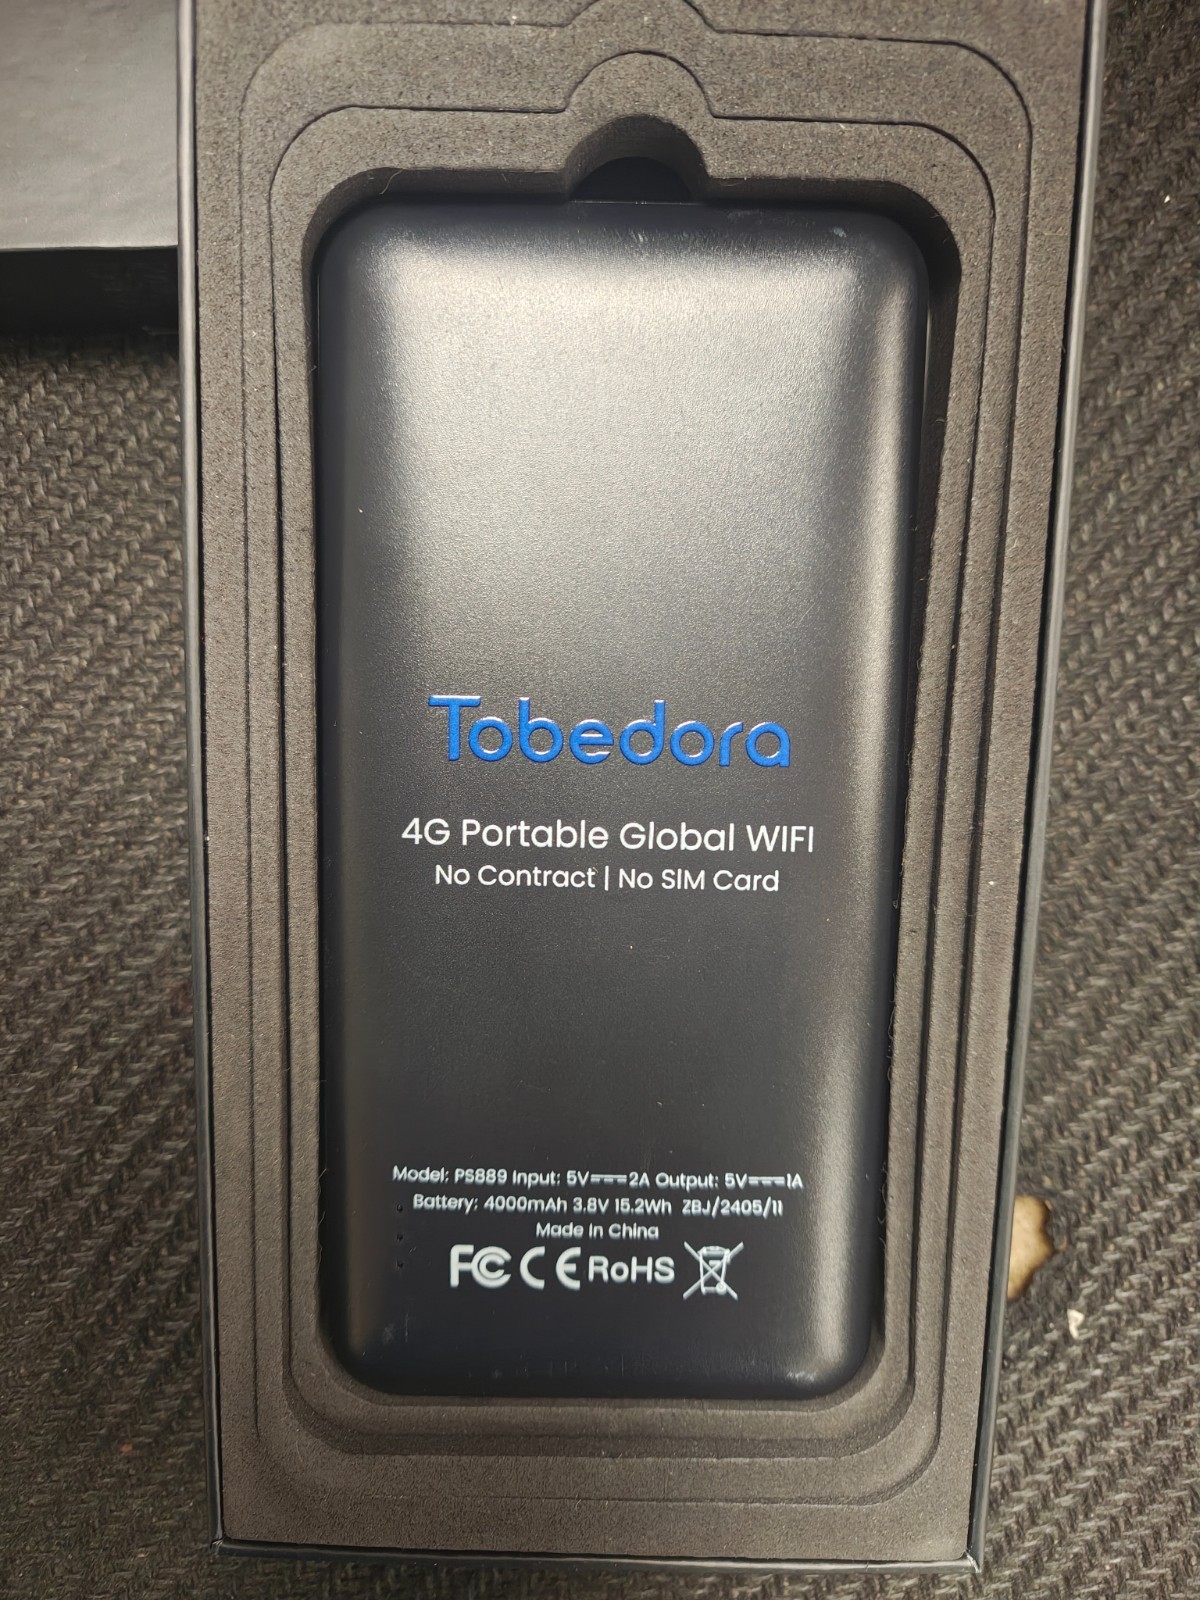 Tobedora
4G Portable Global WIFI
No Contract | No SIM Card
Model: PS889 Input: 5V⎓2A Output: 5V⎓1A
Battery: 4000mAh 3.8V 15.2Wh ZBJ/2405/11
Made In China
FC CE RoHS